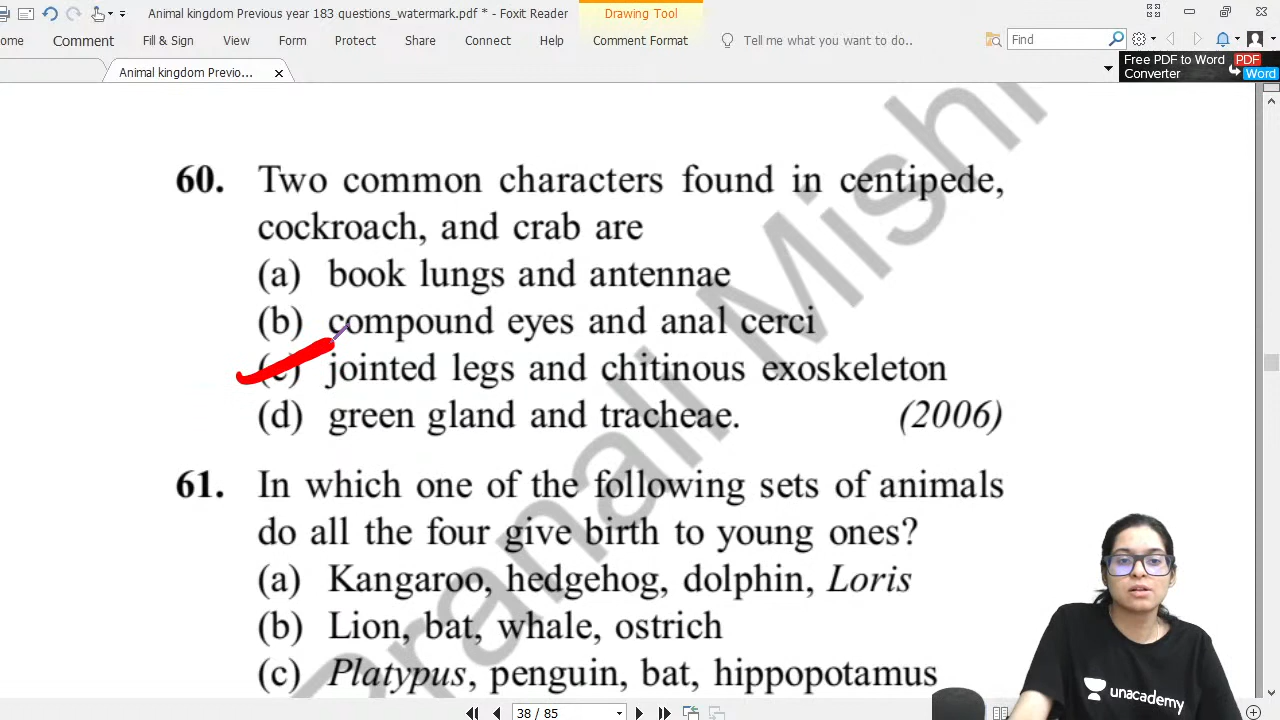 Animal kingdom Previous year 183 questions_watermark.pdf * - Foxit Reader
Drawing Tool
ome Comment Fill & Sign View Form Protect Share Connect Help Comment Format Tell me what you want to do.. Find
Animal kingdom Previo... ×
Free PDF to Word Converter
PDF
Word
60. Two common characters found in centipede,
cockroach, and crab are
(a) book lungs and antennae
(b) compound eyes and anal cerci
(c) jointed legs and chitinous exoskeleton
(d) green gland and tracheae. (2006)
61. In which one of the following sets of animals
do all the four give birth to young ones?
(a) Kangaroo, hedgehog, dolphin, Loris
(b) Lion, bat, whale, ostrich
(c) Platypus, penguin, bat, hippopotamus
Pranali Mishr
unacademy
38 / 85